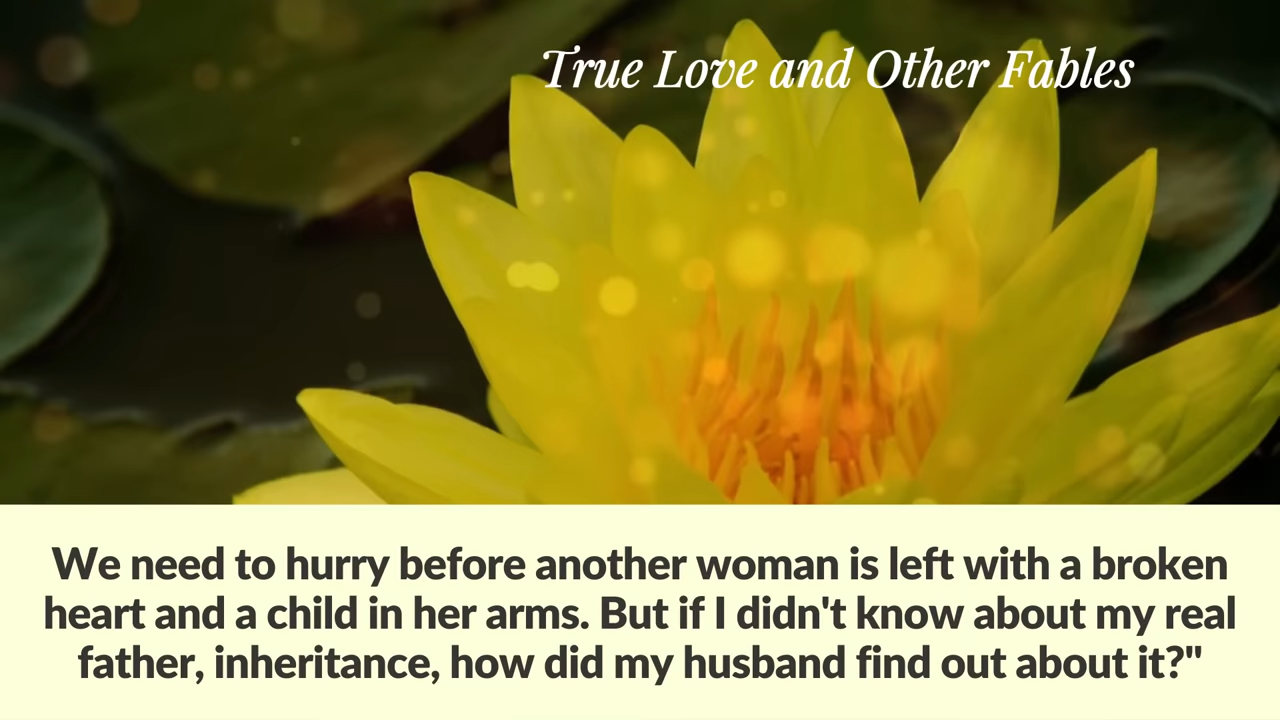 True Love and Other Fables
We need to hurry before another woman is left with a broken
heart and a child in her arms. But if I didn't know about my real
father, inheritance, how did my husband find out about it?"